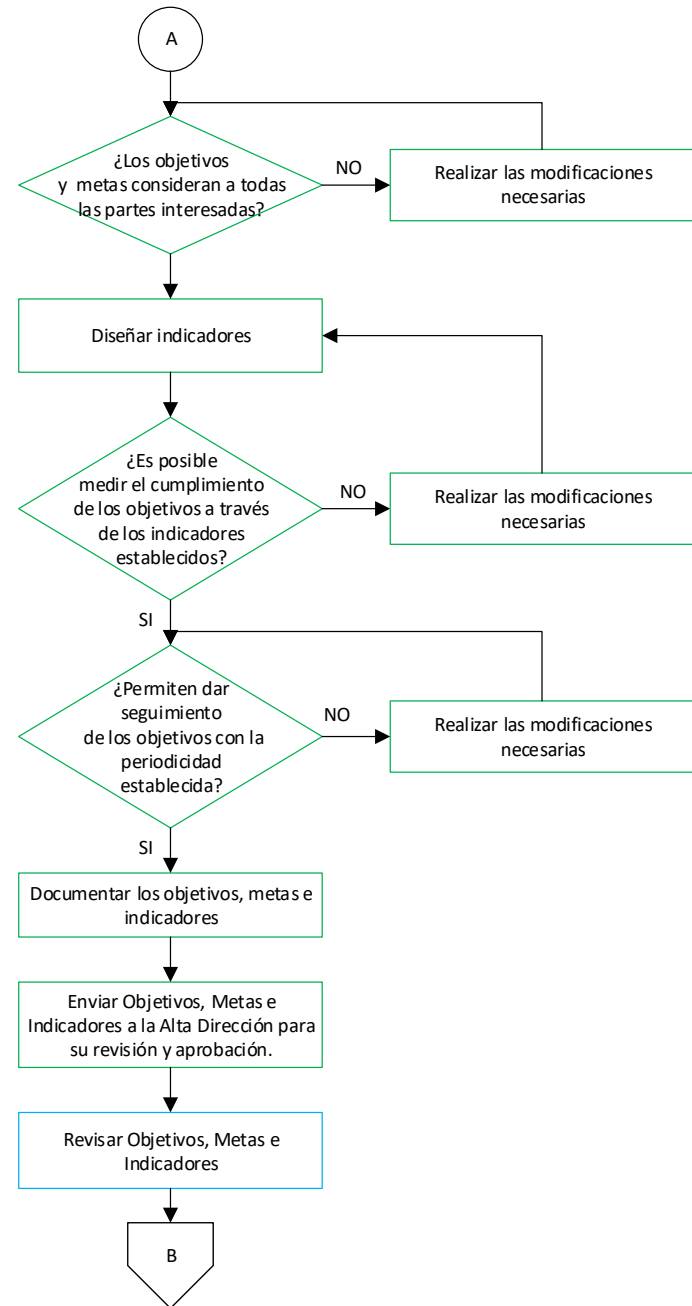 A
¿Los objetivos
y metas consideran a todas
las partes interesadas?
NO
Realizar las modificaciones
necesarias
Diseñar indicadores
¿Es posible
medir el cumplimiento
de los objetivos a través
de los indicadores
establecidos?
NO
Realizar las modificaciones
necesarias
SI
¿Permiten dar
seguimiento
de los objetivos con la
periodicidad
establecida?
NO
Realizar las modificaciones
necesarias
SI
Documentar los objetivos, metas e
indicadores
Enviar Objetivos, Metas e
Indicadores a la Alta Dirección para
su revisión y aprobación.
Revisar Objetivos, Metas e
Indicadores
B